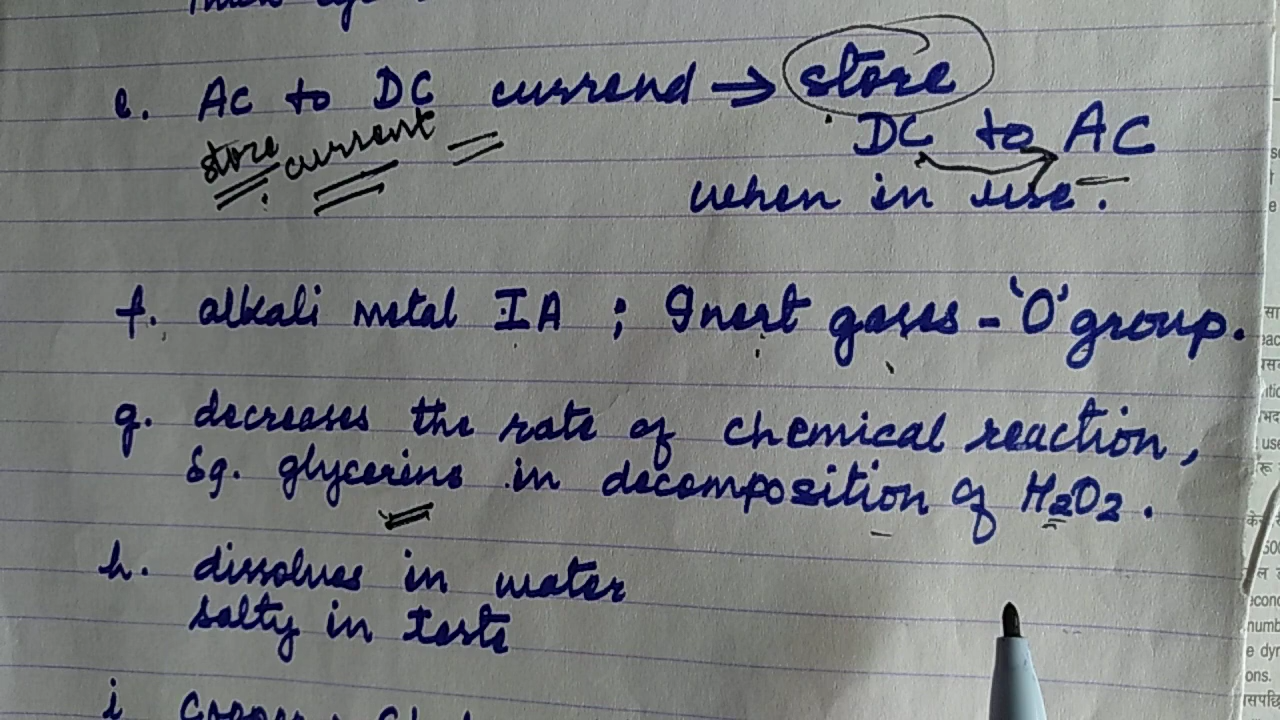 e. AC to DC currend → store
store current
DC to AC
when in use.
f. alkali metal IA ; Inert gases - 'O' group.
g. decreases the rate of chemical reaction,
Eg. glycerine in decomposition of H2O2.
h. dissolves in water
salty in taste
i